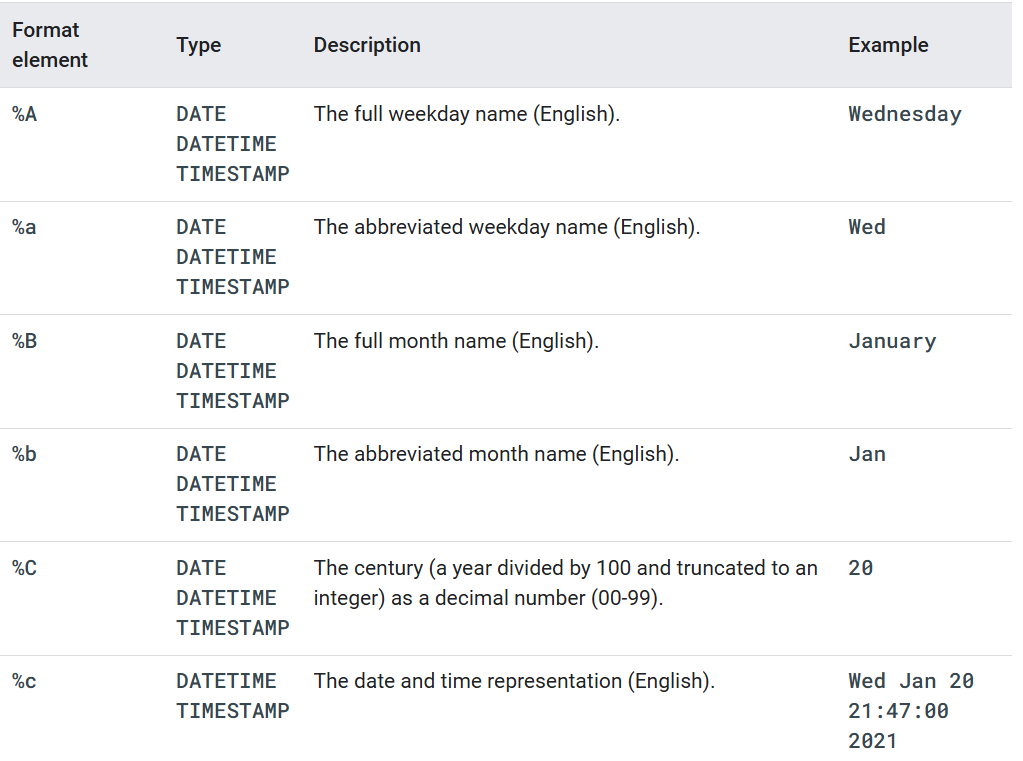 Format element Type Description Example
%A DATE The full weekday name (English). Wednesday
DATETIME
TIMESTAMP
%a DATE The abbreviated weekday name (English). Wed
DATETIME
TIMESTAMP
%B DATE The full month name (English). January
DATETIME
TIMESTAMP
%b DATE The abbreviated month name (English). Jan
DATETIME
TIMESTAMP
%C DATE The century (a year divided by 100 and truncated to an 20
DATETIME integer) as a decimal number (00-99).
TIMESTAMP
%c DATETIME The date and time representation (English). Wed Jan 20
TIMESTAMP 21:47:00
2021